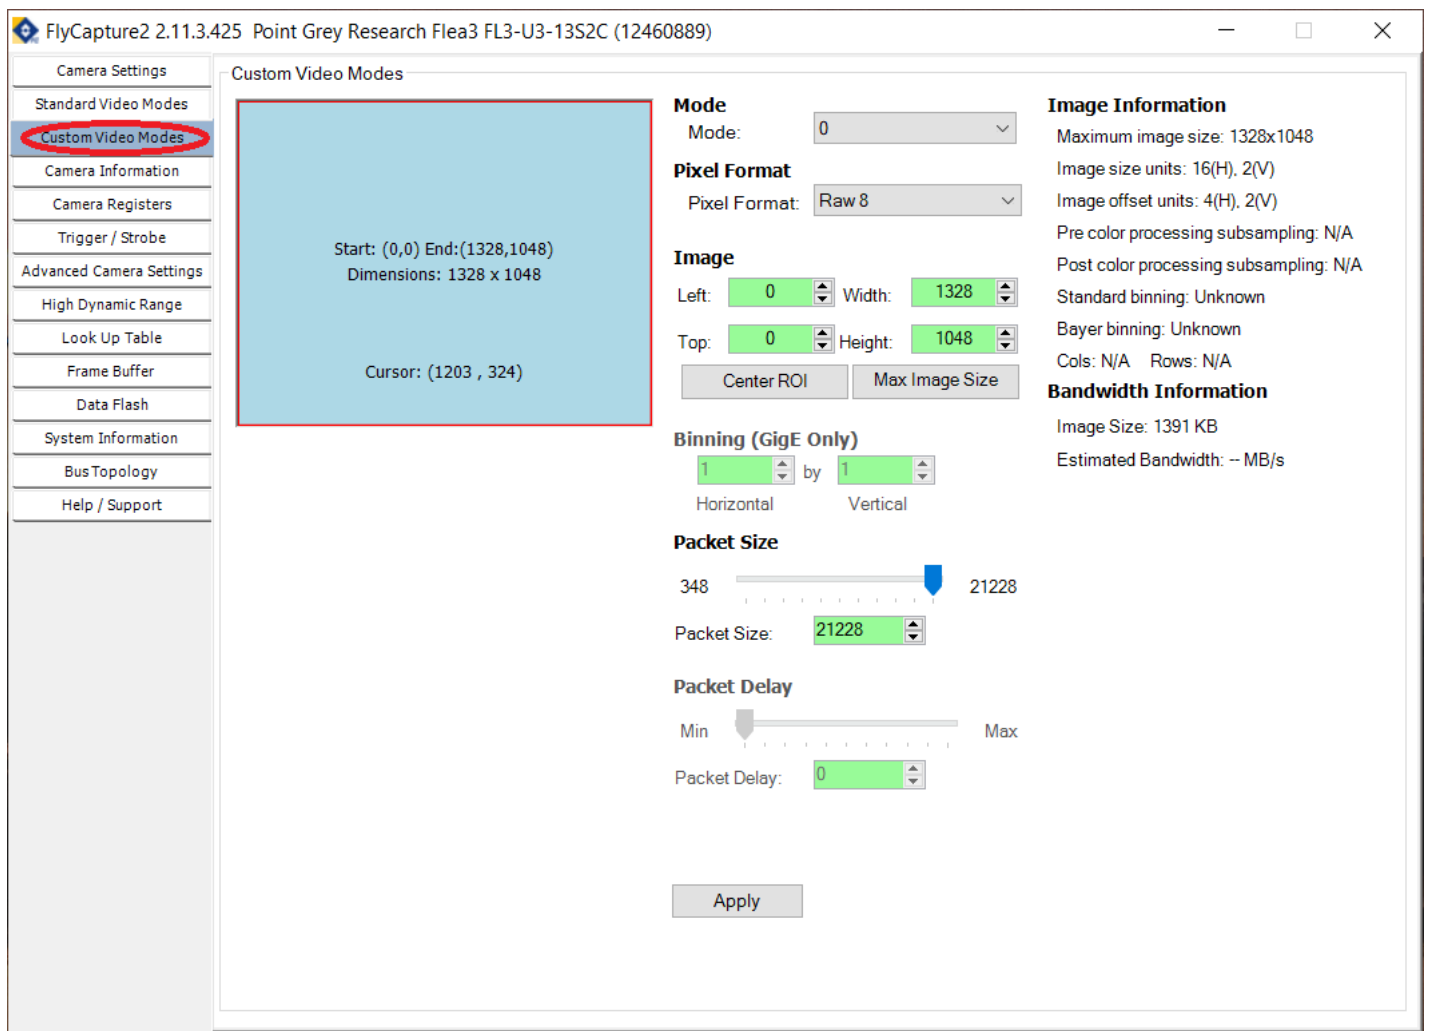 FlyCapture2 2.11.3.425 Point Grey Research Flea3 FL3-U3-13S2C (12460889)
Camera Settings
Standard Video Modes
Custom Video Modes
Camera Information
Camera Registers
Trigger / Strobe
Advanced Camera Settings
High Dynamic Range
Look Up Table
Frame Buffer
Data Flash
System Information
Bus Topology
Help / Support
Custom Video Modes
Start: (0,0) End:(1328,1048)
Dimensions: 1328 x 1048
Cursor: (1203 , 324)
Mode
Mode: 0
Pixel Format
Pixel Format: Raw 8
Image
Left: 0 Width: 1328
Top: 0 Height: 1048
Center ROI Max Image Size
Binning (GigE Only)
1 by 1
Horizontal Vertical
Packet Size
348 21228
Packet Size: 21228
Packet Delay
Min Max
Packet Delay: 0
Apply
Image Information
Maximum image size: 1328x1048
Image size units: 16(H), 2(V)
Image offset units: 4(H), 2(V)
Pre color processing subsampling: N/A
Post color processing subsampling: N/A
Standard binning: Unknown
Bayer binning: Unknown
Cols: N/A Rows: N/A
Bandwidth Information
Image Size: 1391 KB
Estimated Bandwidth: -- MB/s